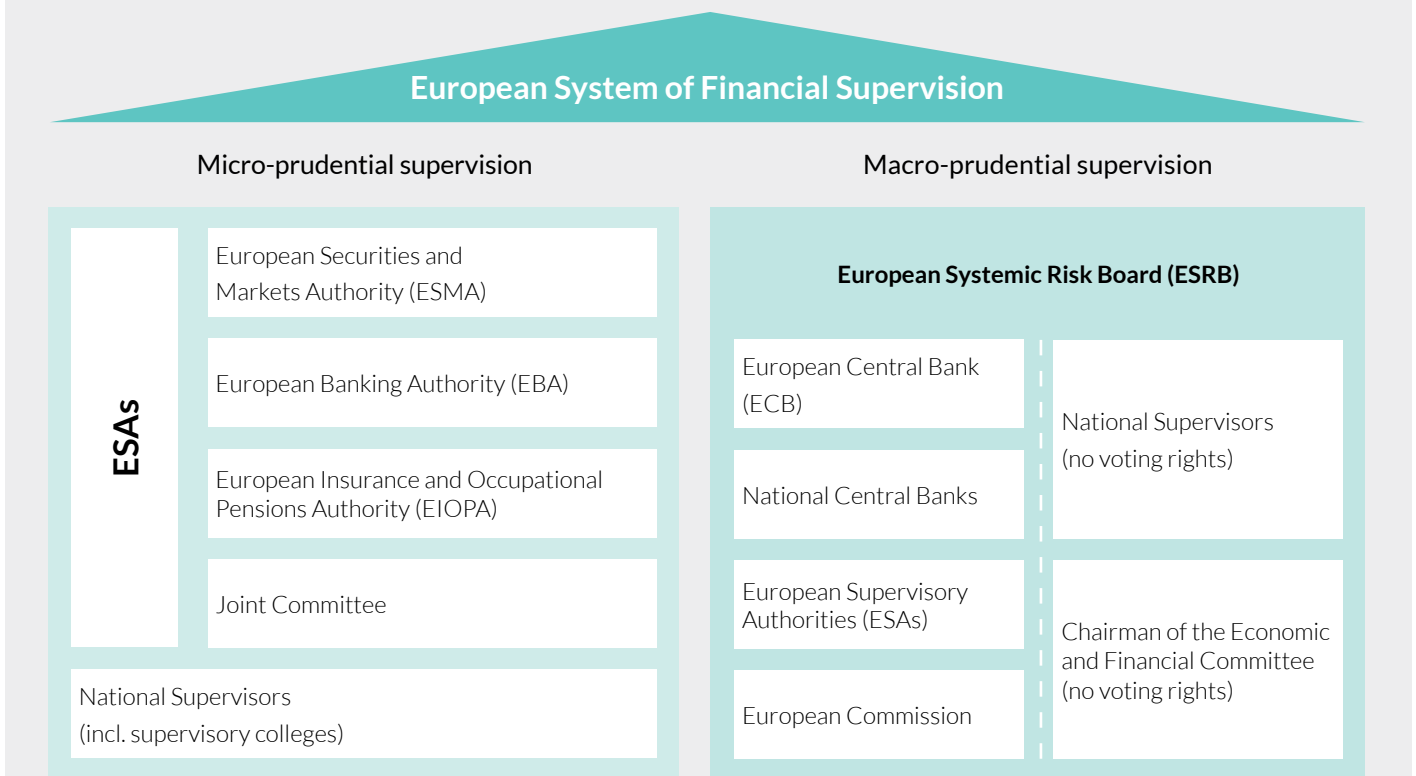 European System of Financial Supervision
Micro-prudential supervision
Macro-prudential supervision
ESAs
European Securities and
Markets Authority (ESMA)
European Banking Authority (EBA)
European Insurance and Occupational
Pensions Authority (EIOPA)
Joint Committee
National Supervisors
(incl. supervisory colleges)
European Systemic Risk Board (ESRB)
European Central Bank
(ECB)
National Central Banks
European Supervisory
Authorities (ESAs)
European Commission
National Supervisors
(no voting rights)
Chairman of the Economic
and Financial Committee
(no voting rights)